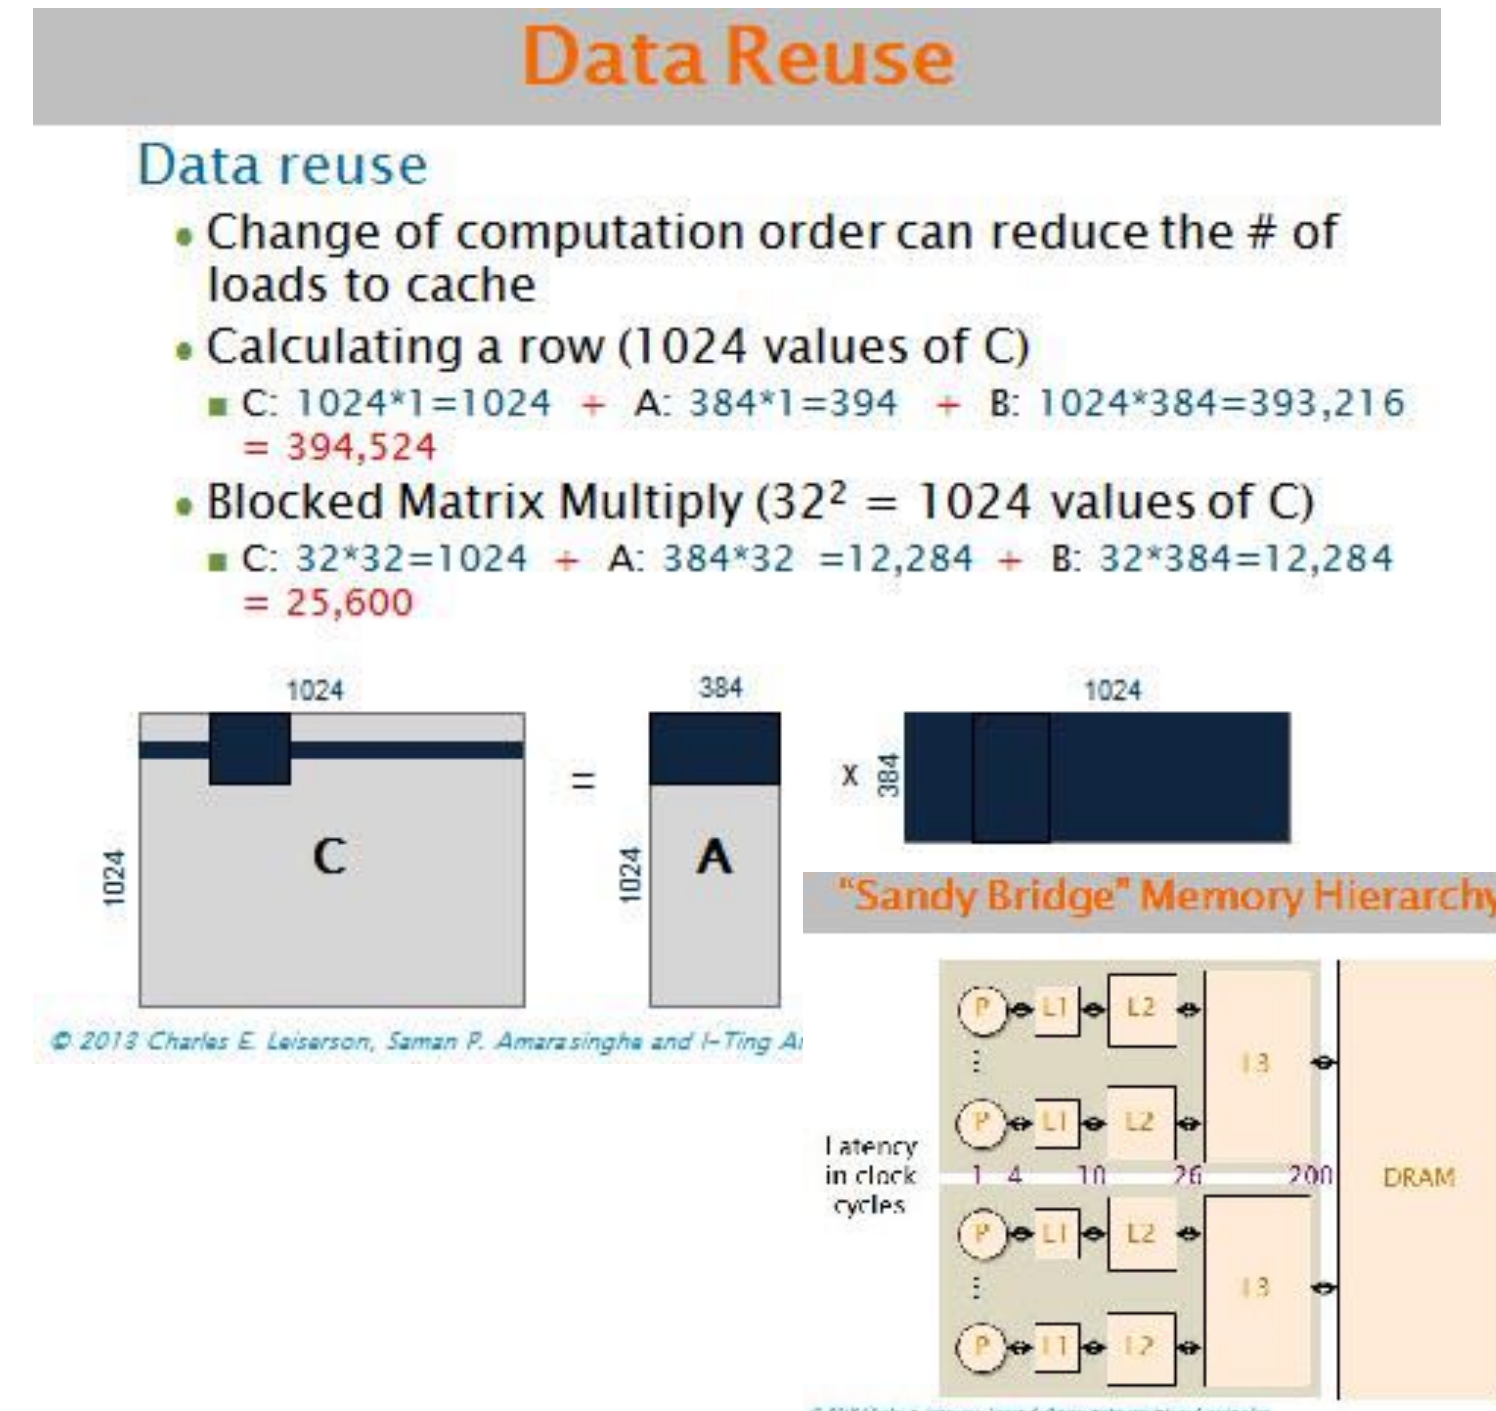 Data Reuse
Data reuse
• Change of computation order can reduce the # of
loads to cache
• Calculating a row (1024 values of C)
▪ C: 1024*1=1024 + A: 384*1=394 + B: 1024*384=393,216
= 394,524
• Blocked Matrix Multiply (32² = 1024 values of C)
▪ C: 32*32=1024 + A: 384*32 =12,284 + B: 32*384=12,284
= 25,600
1024
384
1024
1024
C
=
1024
A
x
384
© 2013 Charles E. Leiserson, Saman P. Amarasinghe and I-Ting
"Sandy Bridge" Memory Hierarchy
P L1 L2
L3
⋮
P L1 L2
Latency
in clock
cycles
1 4 10 26 200
DRAM
P L1 L2
L3
⋮
P L1 L2